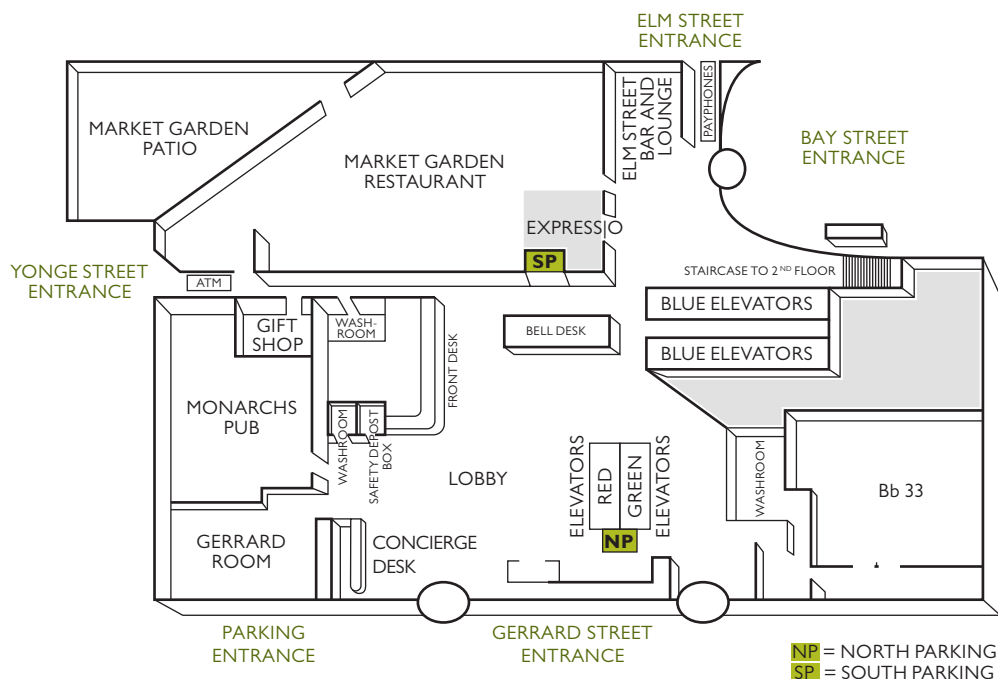 ELM STREET
ENTRANCE
PAYPHONES
ELM STREET
BAR AND
LOUNGE
MARKET GARDEN
PATIO
MARKET GARDEN
RESTAURANT
BAY STREET
ENTRANCE
EXPRESSIO
SP
YONGE STREET
ENTRANCE
ATM
STAIRCASE TO 2ND FLOOR
BLUE ELEVATORS
BLUE ELEVATORS
BELL DESK
GIFT
SHOP
WASH-
ROOM
FRONT DESK
MONARCHS
PUB
WASHROOM
SAFETY DEPOST
BOX
LOBBY
ELEVATORS
RED
GREEN
ELEVATORS
NP
WASHROOM
Bb 33
GERRARD
ROOM
CONCIERGE
DESK
PARKING
ENTRANCE
GERRARD STREET
ENTRANCE
NP = NORTH PARKING
SP = SOUTH PARKING